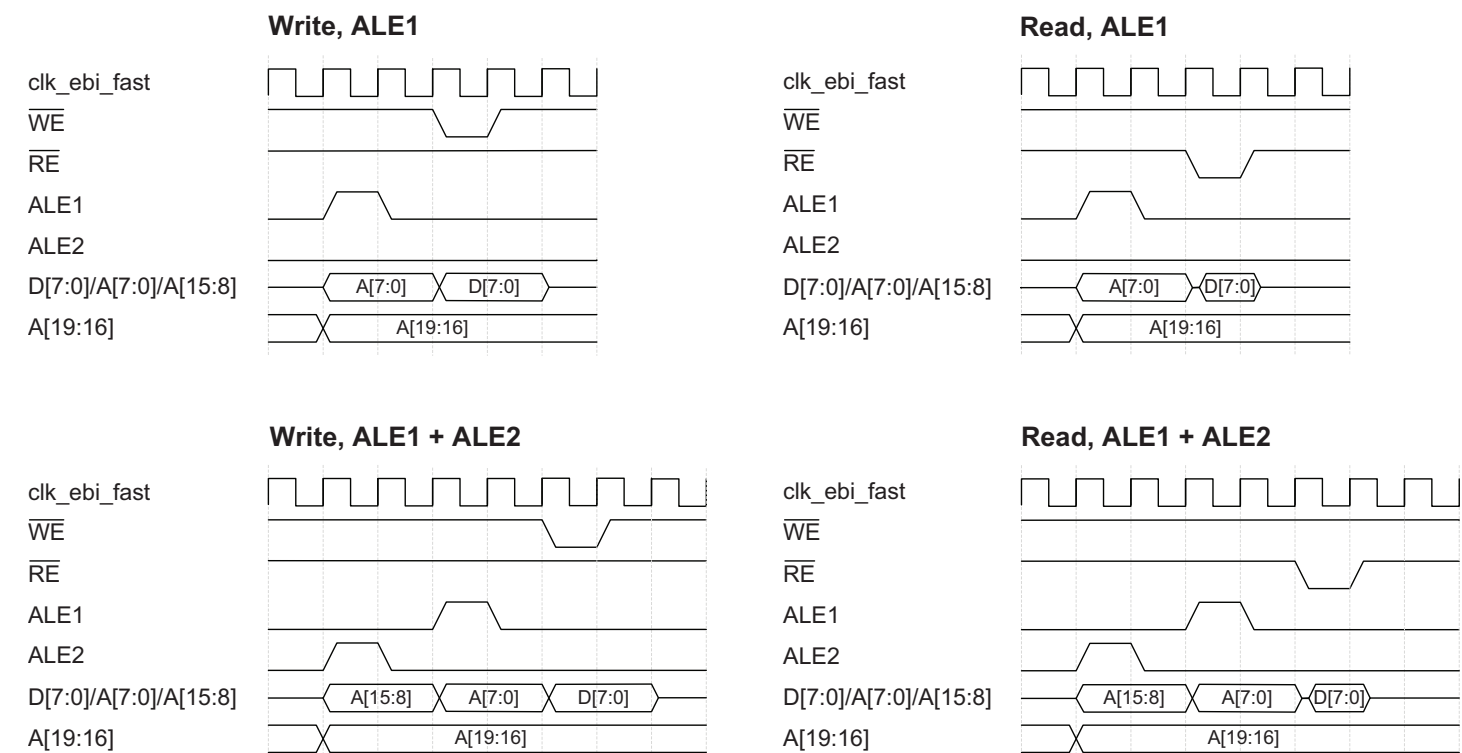 Write, ALE1
clk_ebi_fast
WE
RE
ALE1
ALE2
D[7:0]/A[7:0]/A[15:8] A[7:0] D[7:0]
A[19:16] A[19:16]
Read, ALE1
clk_ebi_fast
WE
RE
ALE1
ALE2
D[7:0]/A[7:0]/A[15:8] A[7:0] D[7:0]
A[19:16] A[19:16]
Write, ALE1 + ALE2
clk_ebi_fast
WE
RE
ALE1
ALE2
D[7:0]/A[7:0]/A[15:8] A[15:8] A[7:0] D[7:0]
A[19:16] A[19:16]
Read, ALE1 + ALE2
clk_ebi_fast
WE
RE
ALE1
ALE2
D[7:0]/A[7:0]/A[15:8] A[15:8] A[7:0] D[7:0]
A[19:16] A[19:16]